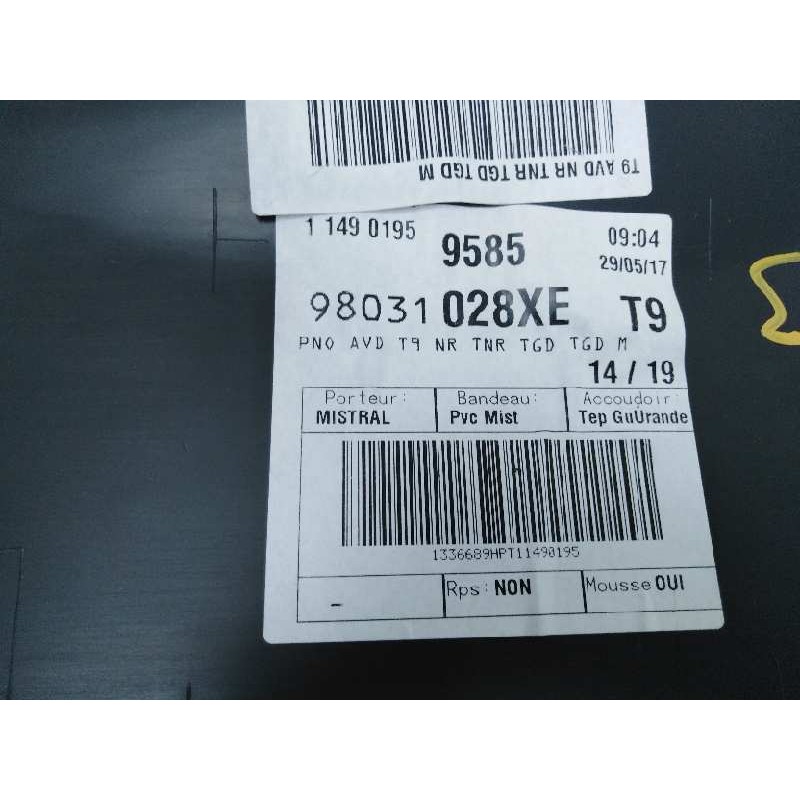 T9 AVD NR TNR TGD TGD M
1 149 0195 9585 09:04
29/05/17
98031 028XE T9
PNO AVD T9 NR TNR TGD TGD M
14 / 19
Porteur: Bandeau: Accoudoir:
MISTRAL Pvc Mist Tep GuÚrande
1336689HPT11490195
- Rps: NON Mousse OUI